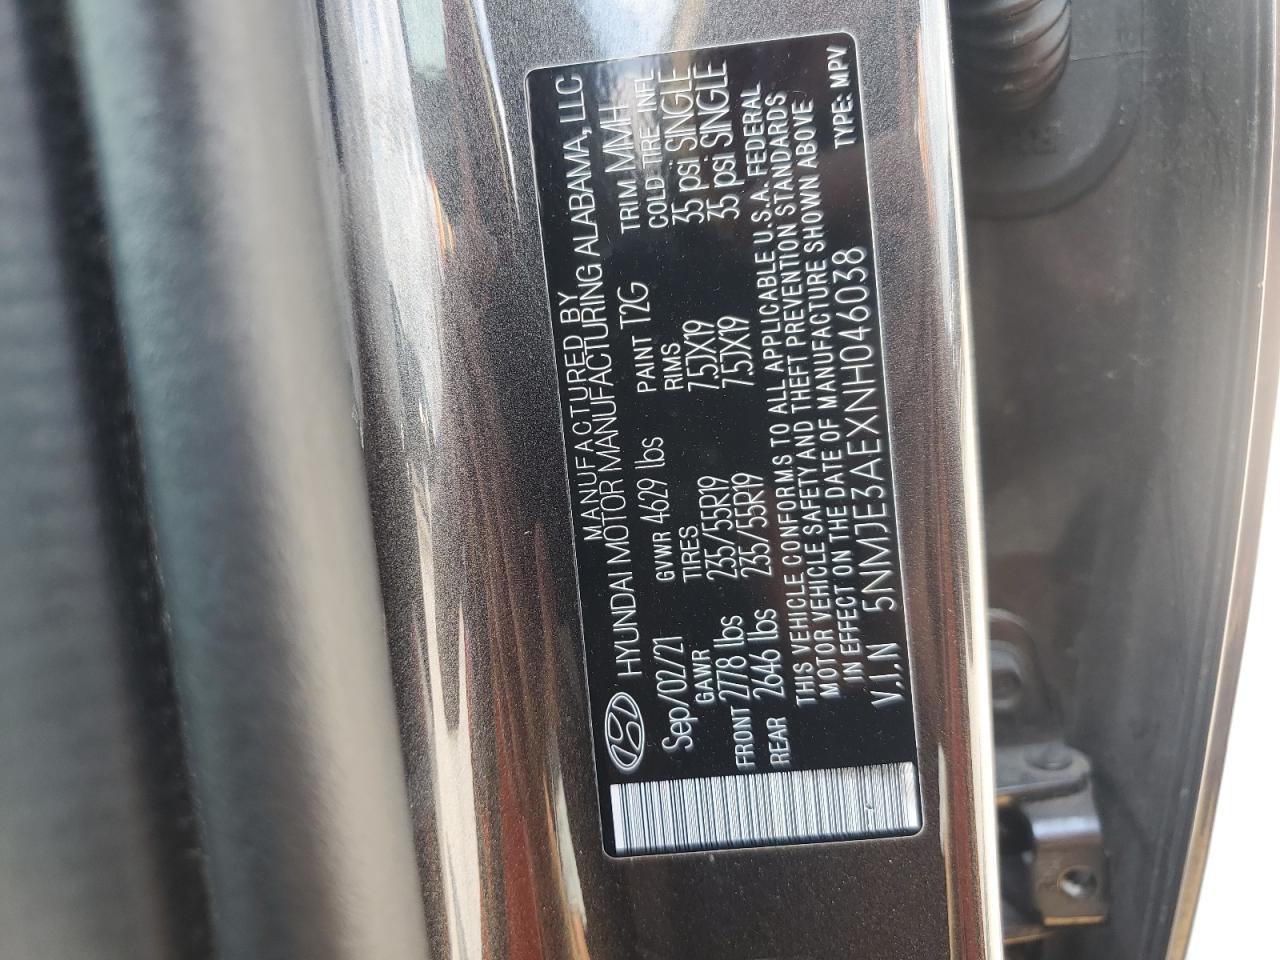 MANUFACTURED BY
HYUNDAI MOTOR MANUFACTURING ALABAMA, LLC
Sep/02/21 GVWR 4629 lbs PAINT T2G TRIM MMH
GAWR TIRES RIMS COLD TIRE INFL
FRONT 2778 lbs 235/55R19 7.5JX19 35 psi SINGLE
REAR 2646 lbs 235/55R19 7.5JX19 35 psi SINGLE
THIS VEHICLE CONFORMS TO ALL APPLICABLE U.S.A. FEDERAL
MOTOR VEHICLE SAFETY AND THEFT PREVENTION STANDARDS
IN EFFECT ON THE DATE OF MANUFACTURE SHOWN ABOVE
V.I.N 5NMJE3AEXNH046038 TYPE: MPV